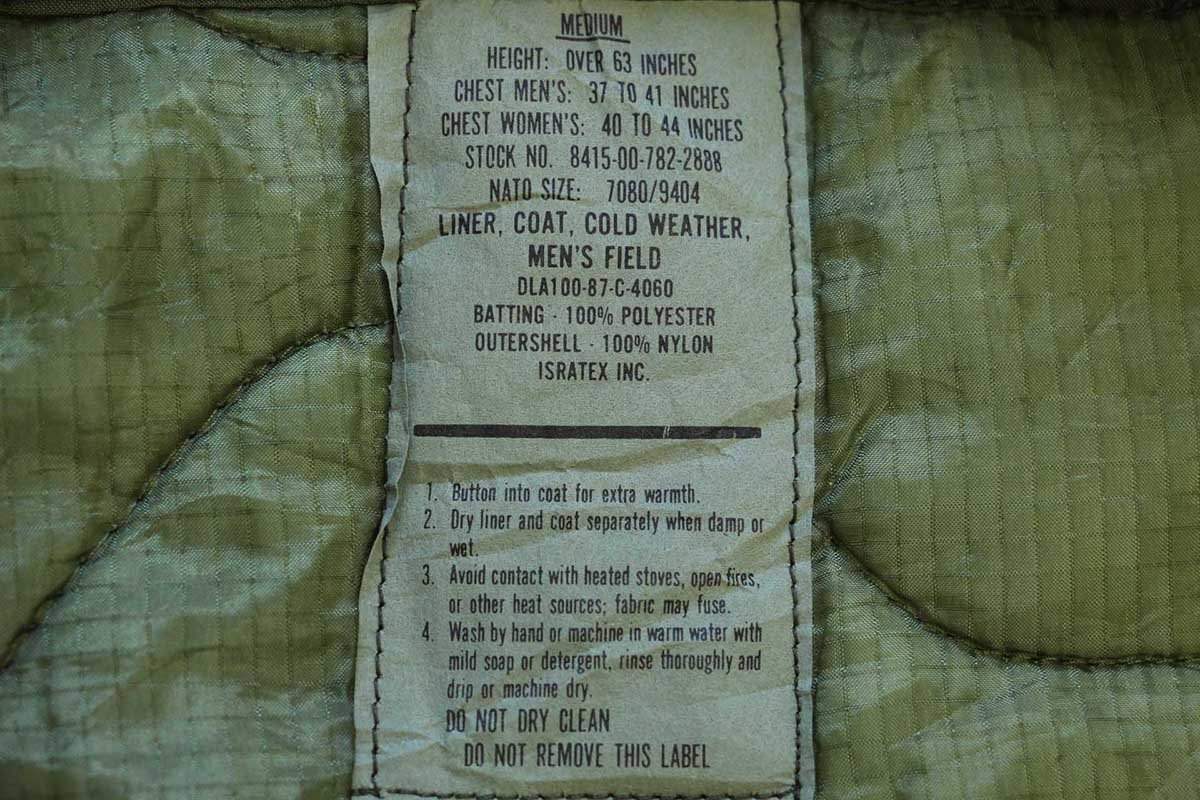 MEDIUM
HEIGHT: OVER 63 INCHES
CHEST MEN'S: 37 TO 41 INCHES
CHEST WOMEN'S: 40 TO 44 INCHES
STOCK NO. 8415-00-782-2888
NATO SIZE: 7080/9404
LINER, COAT, COLD WEATHER,
MEN'S FIELD
DLA100-87-C-4060
BATTING - 100% POLYESTER
OUTERSHELL - 100% NYLON
ISRATEX INC.
1. Button into coat for extra warmth.
2. Dry liner and coat separately when damp or
wet.
3. Avoid contact with heated stoves, open fires,
or other heat sources; fabric may fuse.
4. Wash by hand or machine in warm water with
mild soap or detergent, rinse thoroughly and
drip or machine dry.
DO NOT DRY CLEAN
DO NOT REMOVE THIS LABEL